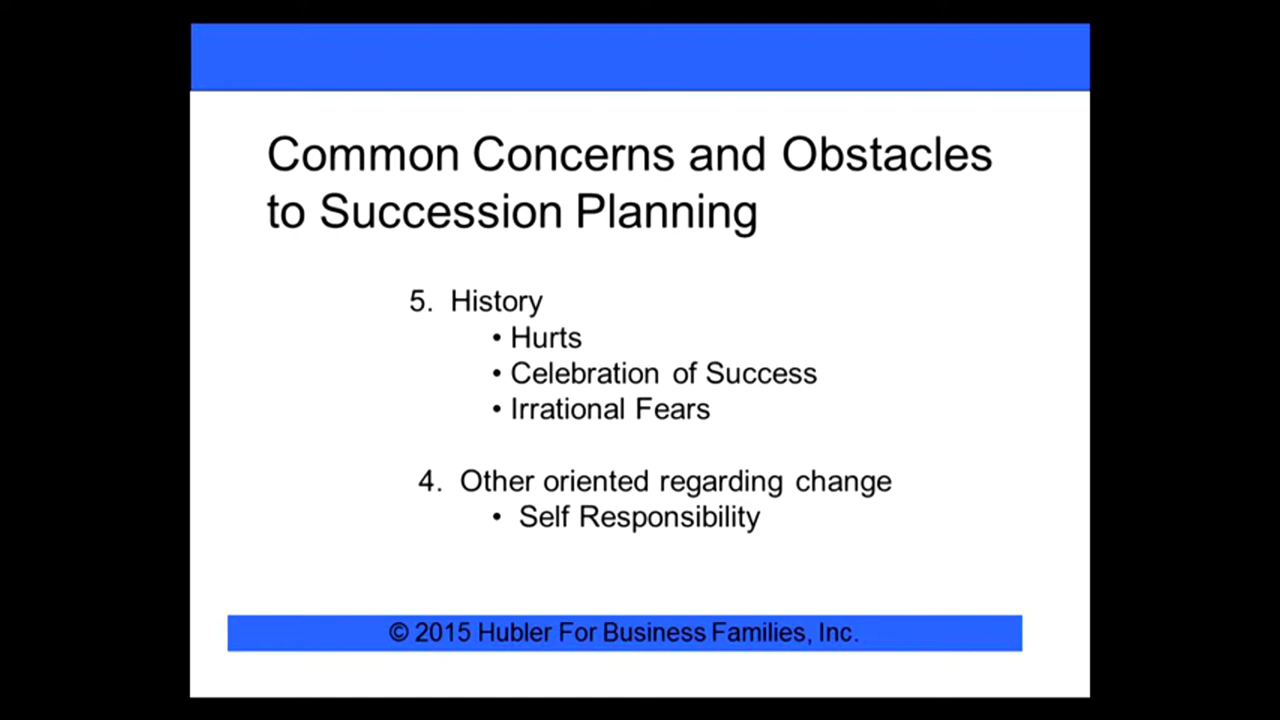 Common Concerns and Obstacles
to Succession Planning
5. History
• Hurts
• Celebration of Success
• Irrational Fears
4. Other oriented regarding change
• Self Responsibility
© 2015 Hubler For Business Families, Inc.